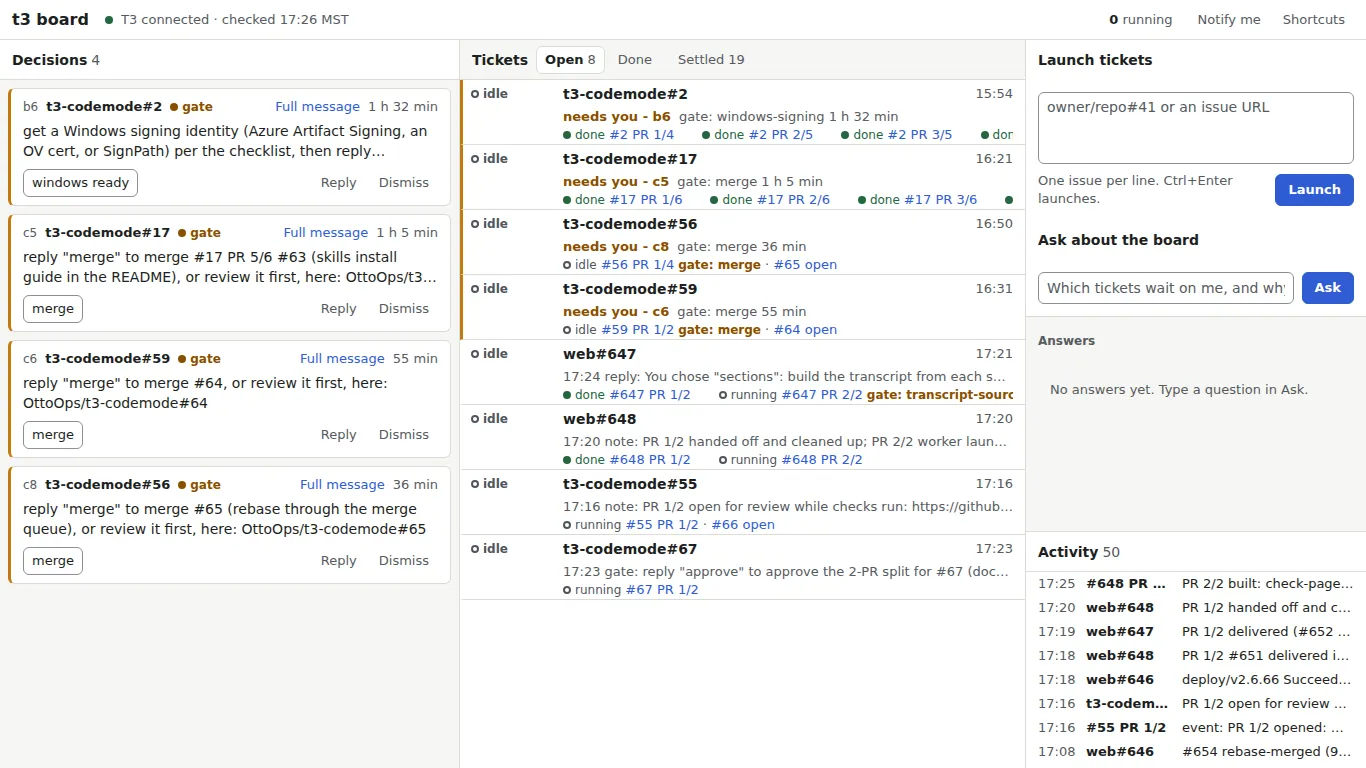 t3 board T3 connected · checked 17:26 MST 0 running Notify me Shortcuts
Decisions 4
b6 t3-codemode#2 gate Full message 1 h 32 min
get a Windows signing identity (Azure Artifact Signing, an
OV cert, or SignPath) per the checklist, then reply…
windows ready Reply Dismiss
c5 t3-codemode#17 gate Full message 1 h 5 min
reply "merge" to merge #17 PR 5/6 #63 (skills install
guide in the README), or review it first, here: OttoOps/t3…
merge Reply Dismiss
c6 t3-codemode#59 gate Full message 55 min
reply "merge" to merge #64, or review it first, here:
OttoOps/t3-codemode#64
merge Reply Dismiss
c8 t3-codemode#56 gate Full message 36 min
reply "merge" to merge #65 (rebase through the merge
queue), or review it first, here: OttoOps/t3-codemode#65
merge Reply Dismiss
Tickets Open 8 Done Settled 19
idle t3-codemode#2 15:54
needs you - b6 gate: windows-signing 1 h 32 min
done #2 PR 1/4 done #2 PR 2/5 done #2 PR 3/5
idle t3-codemode#17 16:21
needs you - c5 gate: merge 1 h 5 min
done #17 PR 1/6 done #17 PR 2/6 done #17 PR 3/6
idle t3-codemode#56 16:50
needs you - c8 gate: merge 36 min
idle #56 PR 1/4 gate: merge · #65 open
idle t3-codemode#59 16:31
needs you - c6 gate: merge 55 min
idle #59 PR 1/2 gate: merge · #64 open
idle web#647 17:21
17:24 reply: You chose "sections": build the transcript from each s…
done #647 PR 1/2 running #647 PR 2/2 gate: transcript-sourc
idle web#648 17:20
17:20 note: PR 1/2 handed off and cleaned up; PR 2/2 worker laun…
done #648 PR 1/2 running #648 PR 2/2
idle t3-codemode#55 17:16
17:16 note: PR 1/2 open for review while checks run: https://github…
running #55 PR 1/2 · #66 open
idle t3-codemode#67 17:23
17:23 gate: reply "approve" to approve the 2-PR split for #67 (doc…
running #67 PR 1/2
Launch tickets
owner/repo#41 or an issue URL
One issue per line. Ctrl+Enter
launches.
Launch
Ask about the board
Which tickets wait on me, and why Ask
Answers
No answers yet. Type a question in Ask.
Activity 50
17:25 #648 PR … PR 2/2 built: check-page…
17:20 web#648 PR 1/2 handed off and c…
17:19 web#647 PR 1/2 delivered (#652 …
17:18 web#648 PR 1/2 #651 delivered i…
17:18 web#646 deploy/v2.6.66 Succeed…
17:16 t3-codem… PR 1/2 open for review …
17:16 #55 PR 1/2 event: PR 1/2 opened: …
17:08 web#646 #654 rebase-merged (9…